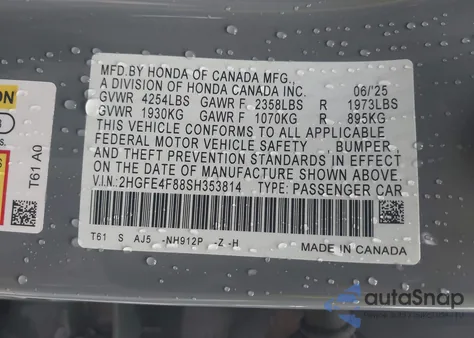 MFD.BY HONDA OF CANADA MFG.,
A DIVISION OF HONDA CANADA INC. 06/'25
GVWR 4254LBS GAWR F 2358LBS R 1973LBS
GVWR 1930KG GAWR F 1070KG R 895KG
THIS VEHICLE CONFORMS TO ALL APPLICABLE
FEDERAL MOTOR VEHICLE SAFETY , BUMPER
AND THEFT PREVENTION STANDARDS IN EFFECT
ON THE DATE OF MANUFACTURE SHOWN ABOVE.
V.I.N: 2HGFE4F88SH353814 TYPE: PASSENGER CAR
T61 S AJ5 -NH912P -Z -H
MADE IN CANADA
T61 A0
autoSnap